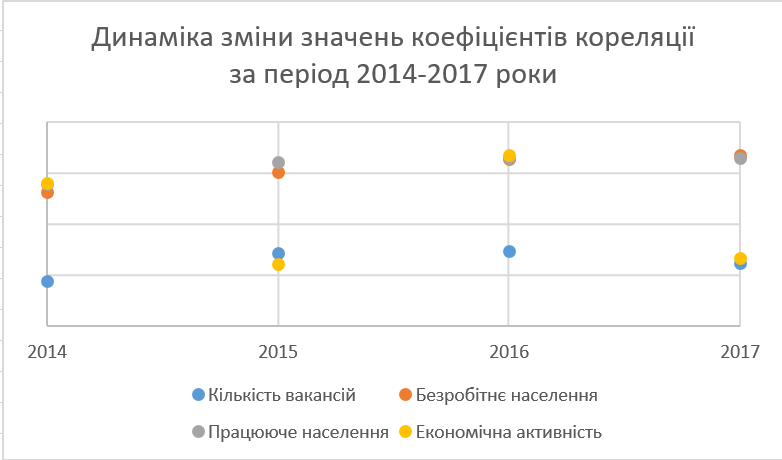 Динаміка зміни значень коефіцієнтів кореляції
за період 2014-2017 роки
2014 2015 2016 2017
Кількість вакансій Безробітнє населення
Працююче населення Економічна активність